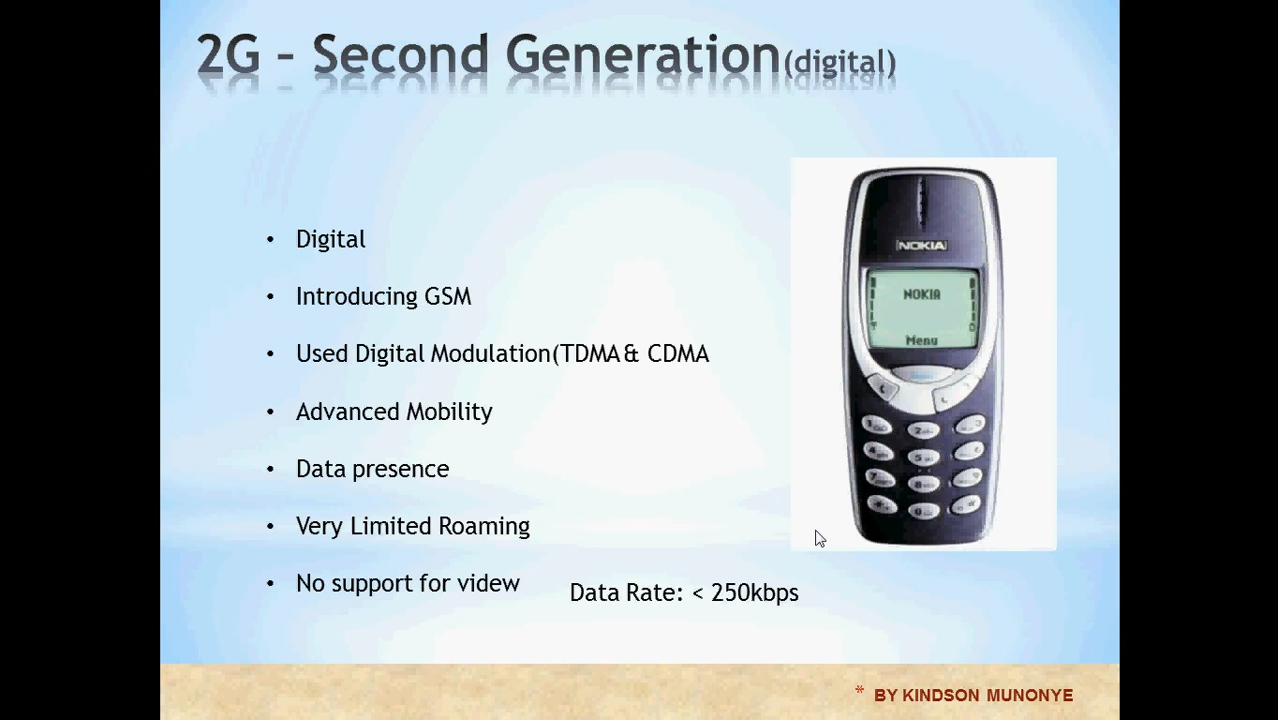 2G – Second Generation(digital)
• Digital
• Introducing GSM
• Used Digital Modulation(TDMA & CDMA
• Advanced Mobility
• Data presence
• Very Limited Roaming
• No support for videw
Data Rate: < 250kbps
NOKIA
NOKIA
Menu
* BY KINDSON MUNONYE